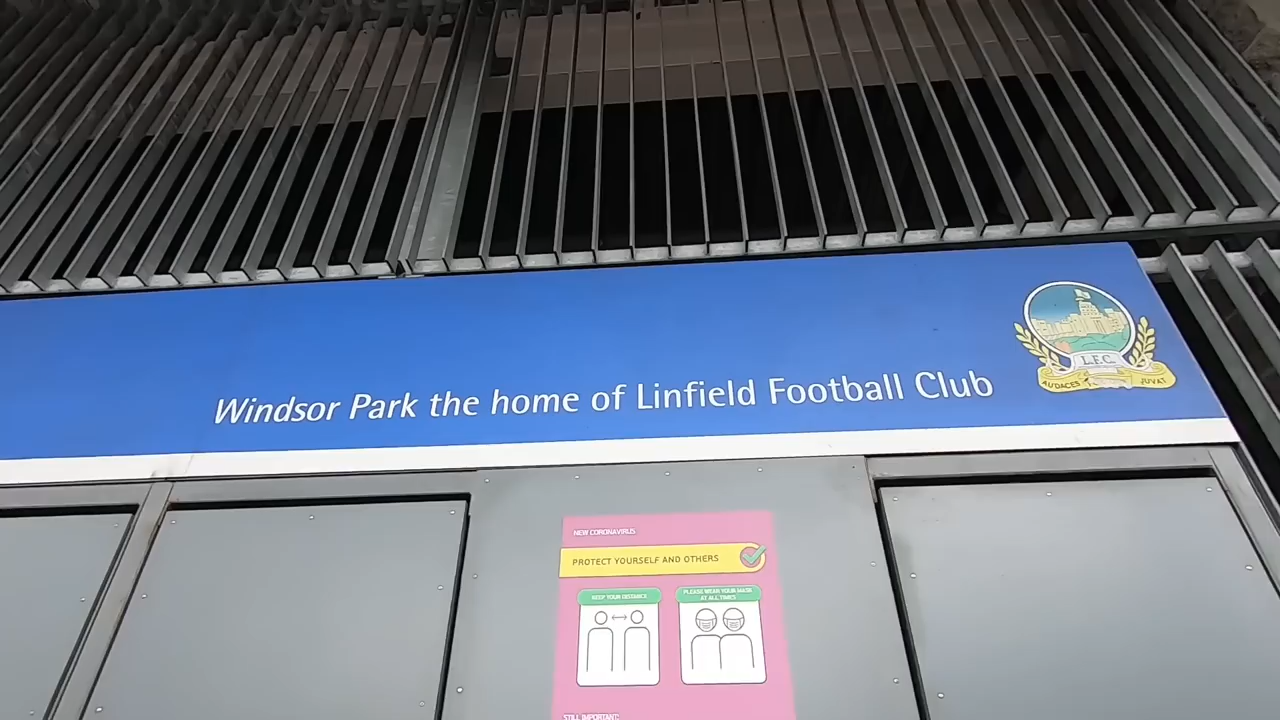 Windsor Park the home of Linfield Football Club
L.F.C.
AUDACES JUVAT
NEW CORONAVIRUS
PROTECT YOURSELF AND OTHERS
KEEP YOUR DISTANCE
PLEASE WEAR YOUR MASK
AT ALL TIMES
STILL IMPORTANT: